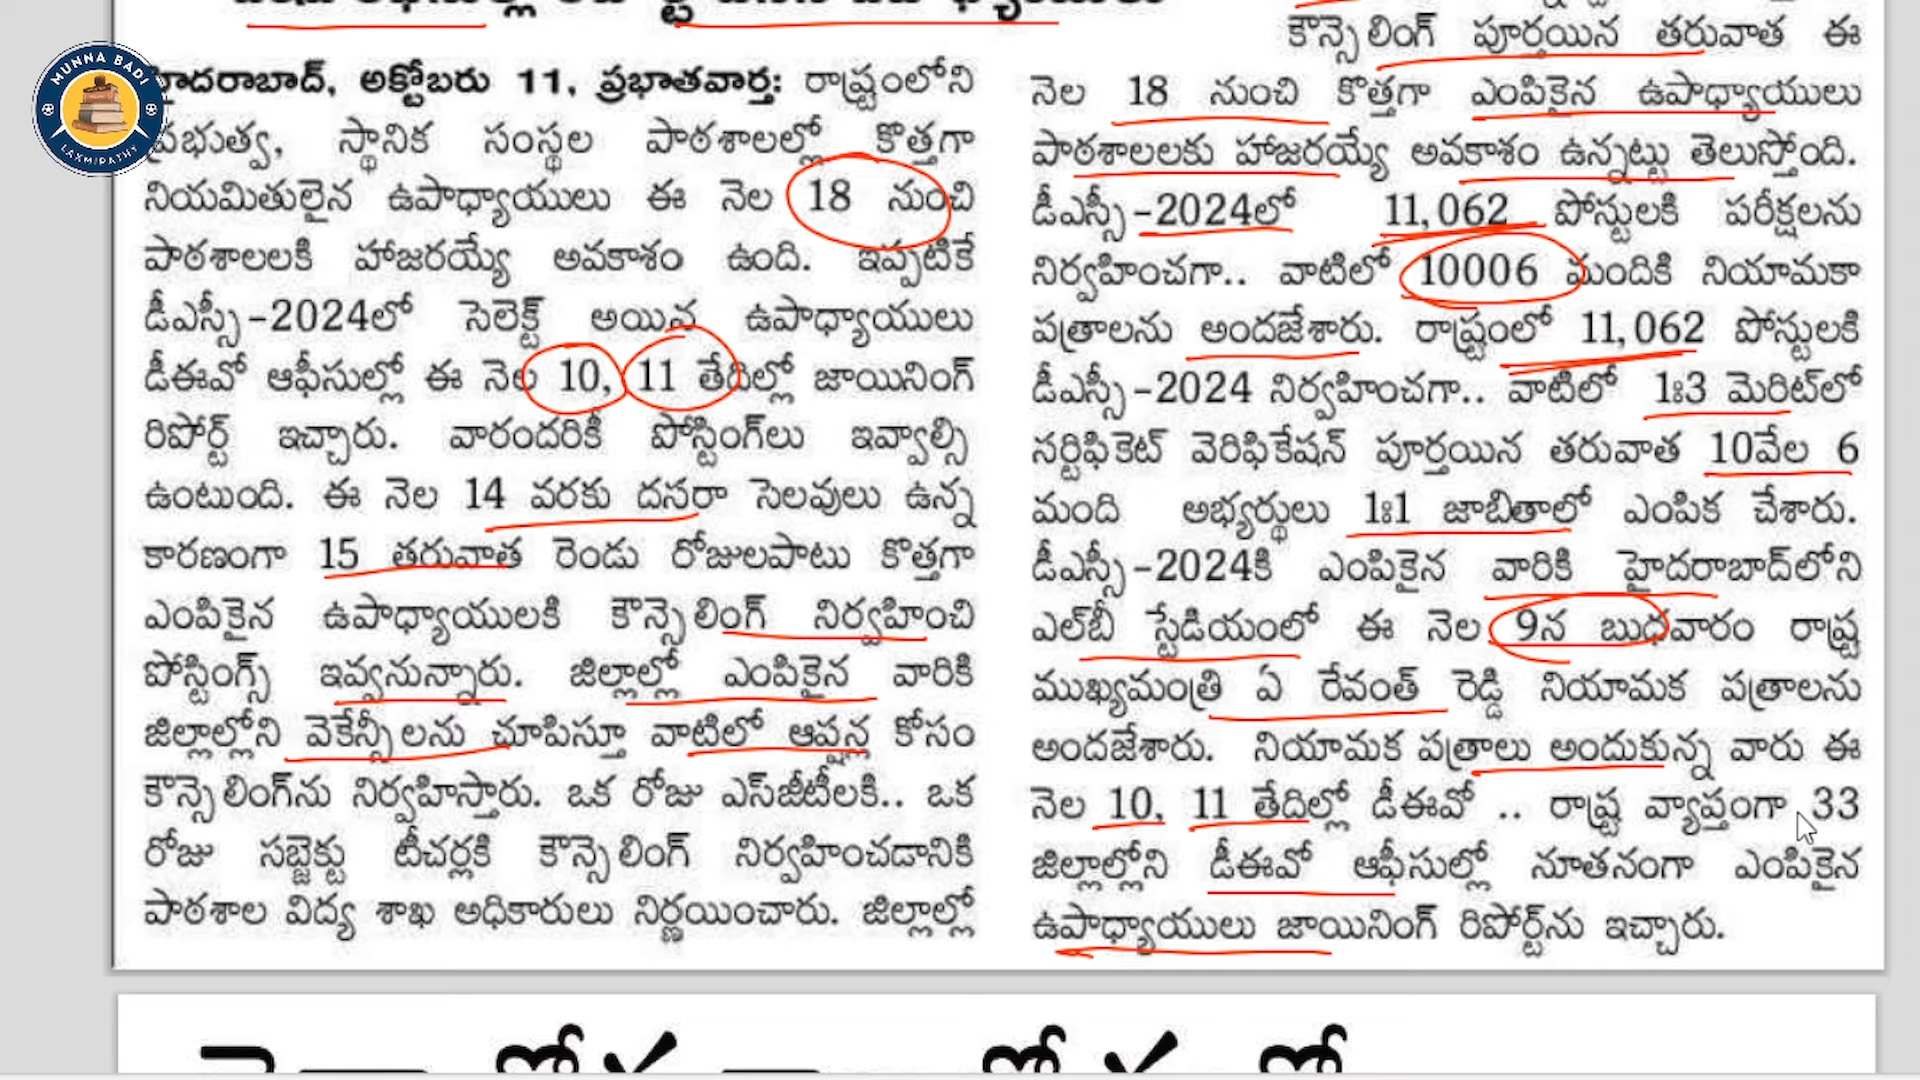 MUNNA BADI
LAXMIPATHY
హైదరాబాద్, అక్టోబరు 11, ప్రభాతవార్త: రాష్ట్రంలోని
ప్రభుత్వ, స్థానిక సంస్థల పాఠశాలల్లో కొత్తగా
నియమితులైన ఉపాధ్యాయులు ఈ నెల 18 నుంచి
పాఠశాలలకి హాజరయ్యే అవకాశం ఉంది. ఇప్పటికే
డీఎస్సీ-2024లో సెలెక్ట్ అయిన ఉపాధ్యాయులు
డీఈవో ఆఫీసుల్లో ఈ నెల 10, 11 తేదిల్లో జాయినింగ్
రిపోర్ట్ ఇచ్చారు. వారందరికీ పోస్టింగ్‌లు ఇవ్వాల్సి
ఉంటుంది. ఈ నెల 14 వరకు దసరా సెలవులు ఉన్న
కారణంగా 15 తరువాత రెండు రోజులపాటు కొత్తగా
ఎంపికైన ఉపాధ్యాయులకి కౌన్సెలింగ్ నిర్వహించి
పోస్టింగ్స్ ఇవ్వనున్నారు. జిల్లాల్లో ఎంపికైన వారికి
జిల్లాల్లోని వెకేన్సీలను చూపిస్తూ వాటిలో ఆప్షన్ల కోసం
కౌన్సెలింగ్‌ను నిర్వహిస్తారు. ఒక రోజు ఎస్‌జీటీలకి.. ఒక
రోజు సబ్జెక్టు టీచర్లకి కౌన్సెలింగ్ నిర్వహించడానికి
పాఠశాల విద్య శాఖ అధికారులు నిర్ణయించారు. జిల్లాల్లో
కౌన్సెలింగ్ పూర్తయిన తరువాత ఈ
నెల 18 నుంచి కొత్తగా ఎంపికైన ఉపాధ్యాయులు
పాఠశాలలకు హాజరయ్యే అవకాశం ఉన్నట్టు తెలుస్తోంది.
డీఎస్సీ-2024లో 11,062 పోస్టులకి పరీక్షలను
నిర్వహించగా.. వాటిలో 10006 మందికి నియామకా
పత్రాలను అందజేశారు. రాష్ట్రంలో 11,062 పోస్టులకి
డీఎస్సీ-2024 నిర్వహించగా.. వాటిలో 1:3 మెరిట్‌లో
సర్టిఫికెట్ వెరిఫికేషన్ పూర్తయిన తరువాత 10వేల 6
మంది అభ్యర్థులు 1:1 జాబితాలో ఎంపిక చేశారు.
డీఎస్సీ-2024కి ఎంపికైన వారికి హైదరాబాద్‌లోని
ఎల్‌బీ స్టేడియంలో ఈ నెల 9న బుధవారం రాష్ట్ర
ముఖ్యమంత్రి ఏ రేవంత్ రెడ్డి నియామక పత్రాలను
అందజేశారు. నియామక పత్రాలు అందుకున్న వారు ఈ
నెల 10, 11 తేదిల్లో డీఈవో .. రాష్ట్ర వ్యాప్తంగా 33
జిల్లాల్లోని డీఈవో ఆఫీసుల్లో నూతనంగా ఎంపికైన
ఉపాధ్యాయులు జాయినింగ్ రిపోర్ట్‌ను ఇచ్చారు.